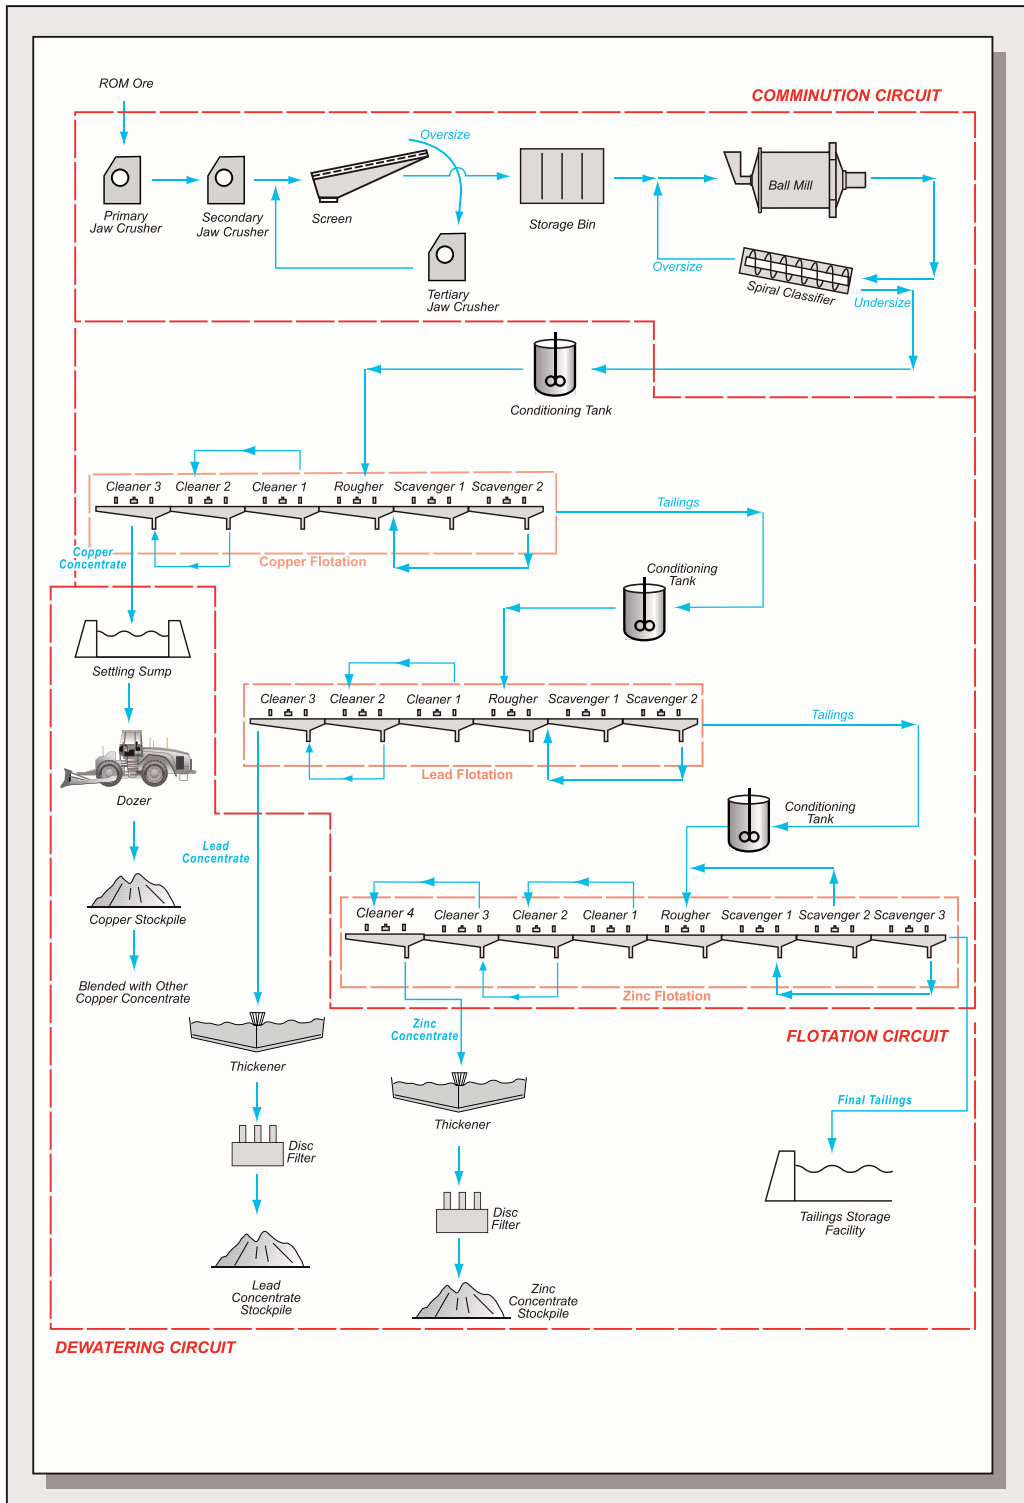 ROM Ore
COMMINUTION CIRCUIT
Oversize
Ball Mill
Primary
Jaw Crusher
Secondary
Jaw Crusher
Screen
Storage Bin
Oversize
Spiral Classifier
Undersize
Tertiary
Jaw Crusher
Conditioning Tank
Cleaner 3
Cleaner 2
Cleaner 1
Rougher
Scavenger 1
Scavenger 2
Tailings
Copper
Concentrate
Copper Flotation
Conditioning
Tank
Settling Sump
Cleaner 3
Cleaner 2
Cleaner 1
Rougher
Scavenger 1
Scavenger 2
Tailings
Lead Flotation
Dozer
Conditioning
Tank
Lead
Concentrate
Copper Stockpile
Cleaner 4
Cleaner 3
Cleaner 2
Cleaner 1
Rougher
Scavenger 1
Scavenger 2
Scavenger 3
Blended with Other
Copper Concentrate
Zinc Flotation
Zinc
Concentrate
FLOTATION CIRCUIT
Thickener
Final Tailings
Thickener
Disc
Filter
Disc
Filter
Tailings Storage
Facility
Lead
Concentrate
Stockpile
Zinc
Concentrate
Stockpile
DEWATERING CIRCUIT